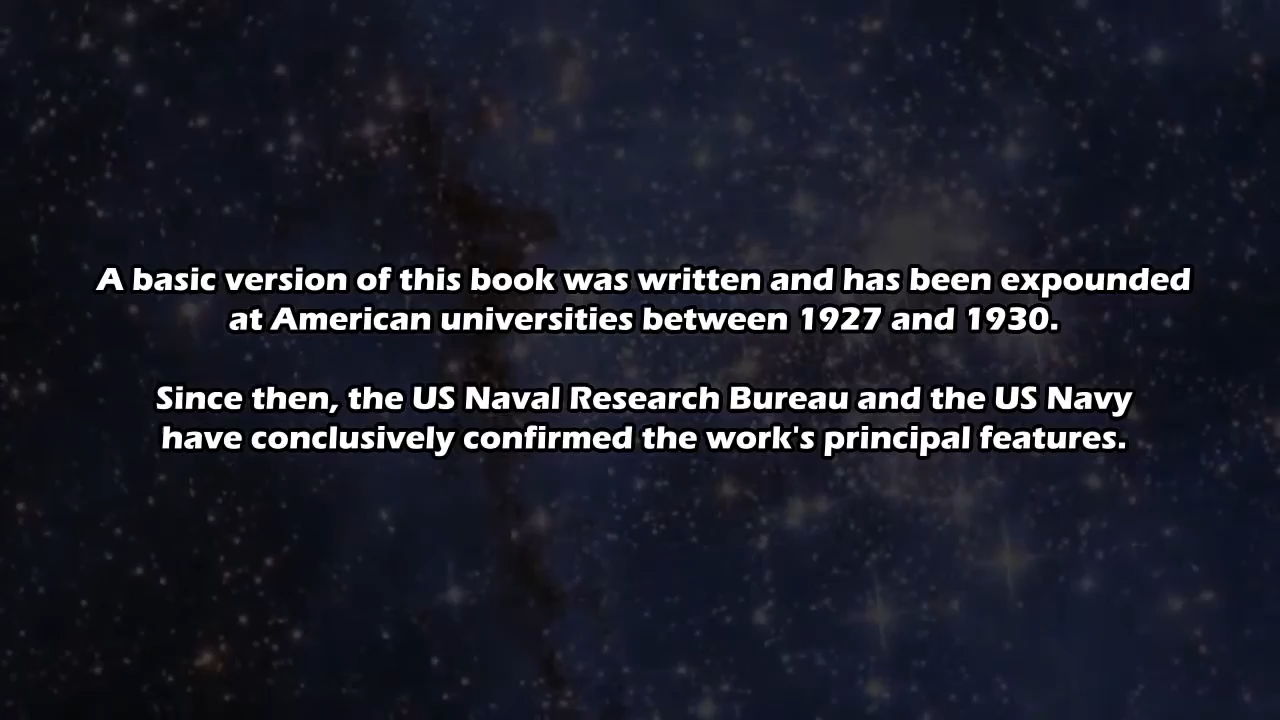 A basic version of this book was written and has been expounded
at American universities between 1927 and 1930.
Since then, the US Naval Research Bureau and the US Navy
have conclusively confirmed the work's principal features.